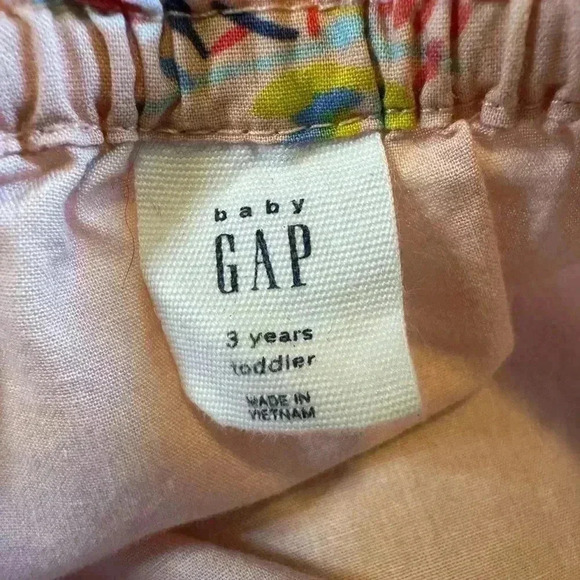 baby
GAP
3 years
toddler
MADE IN
VIETNAM